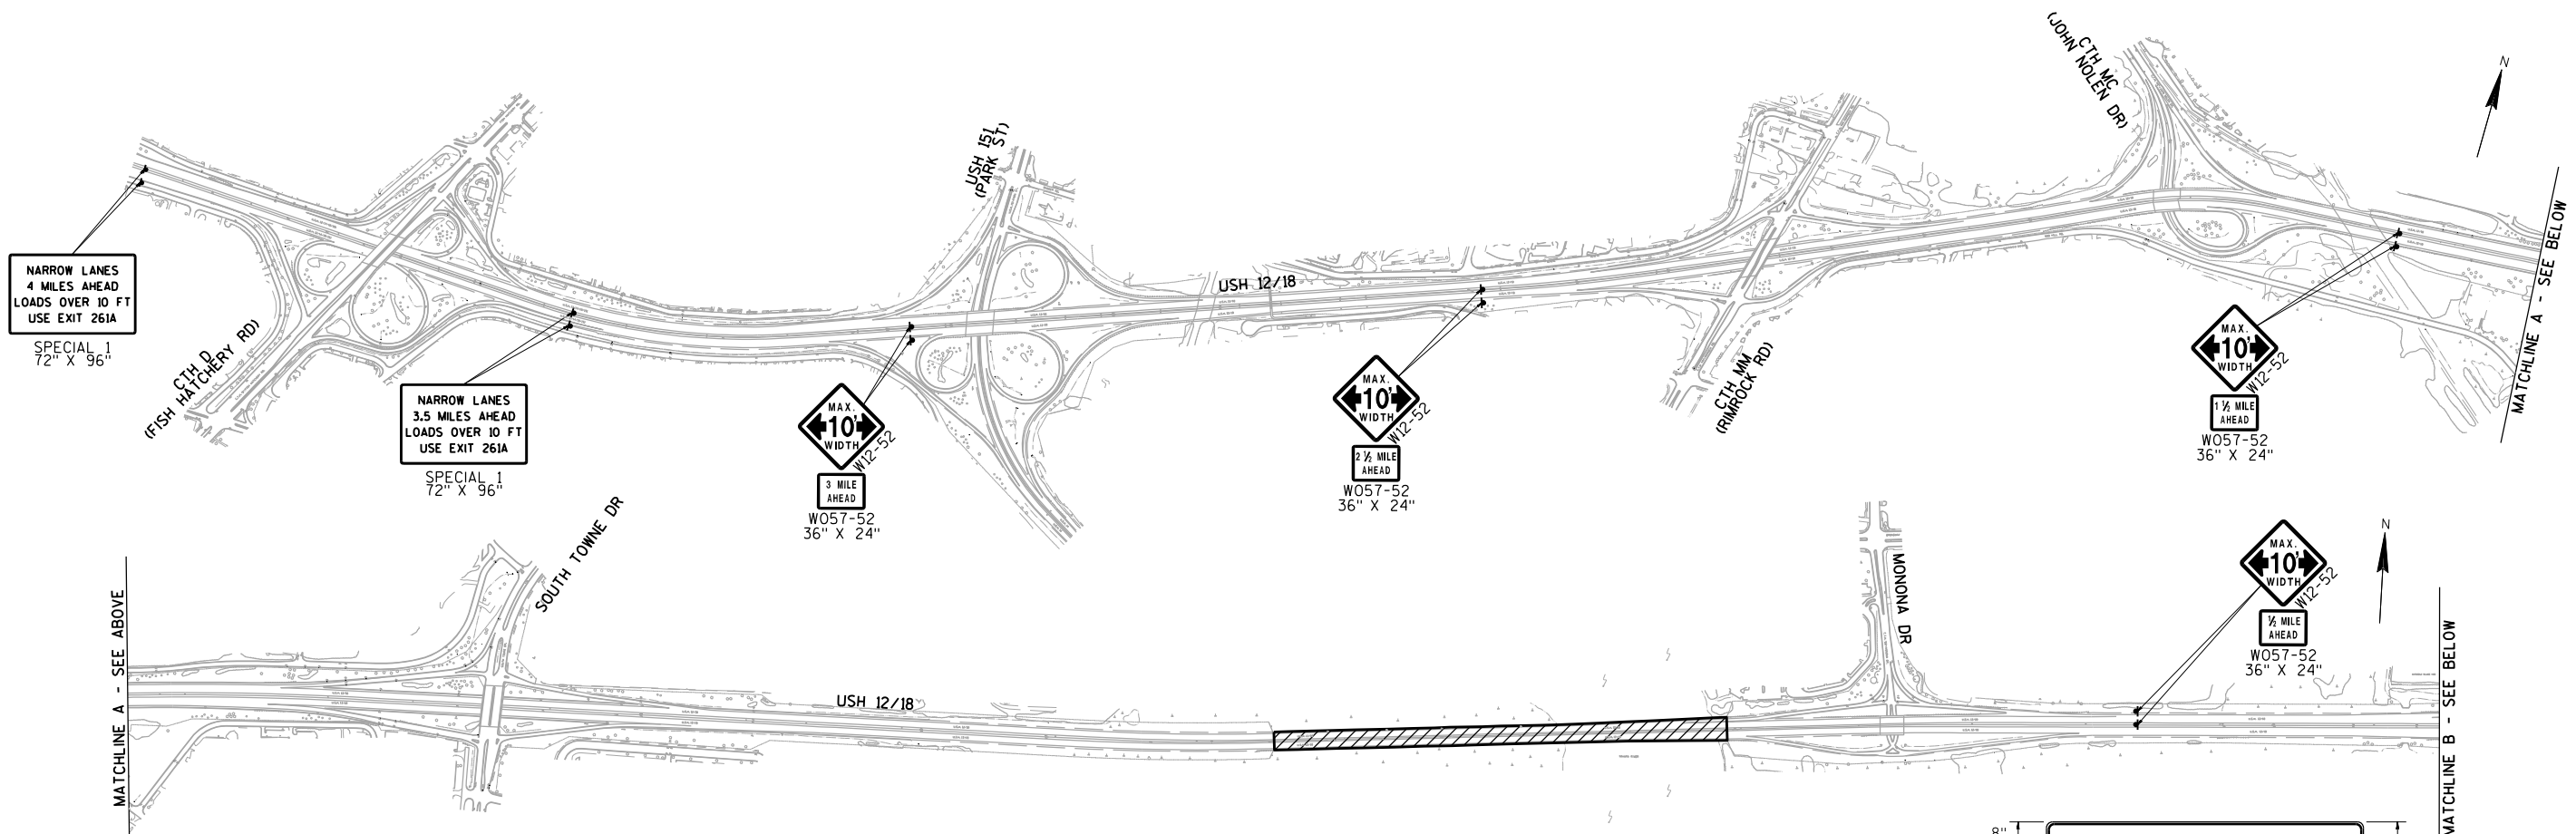 CTH MC
(JOHN NOLEN DR)
N
USH 151
(PARK ST)
MATCHLINE A - SEE BELOW
NARROW LANES
4 MILES AHEAD
LOADS OVER 10 FT
USE EXIT 261A
SPECIAL 1
72" X 96"
CTH D
(FISH HATCHERY RD)
USH 12/18
NARROW LANES
3.5 MILES AHEAD
LOADS OVER 10 FT
USE EXIT 261A
SPECIAL 1
72" X 96"
MAX.
10'
WIDTH
W12-52
3 MILE
AHEAD
WO57-52
36" X 24"
MAX.
10'
WIDTH
W12-52
2 ½ MILE
AHEAD
WO57-52
36" X 24"
CTH MM
(RIMROCK RD)
MAX.
10'
WIDTH
W12-52
1 ½ MILE
AHEAD
WO57-52
36" X 24"
MATCHLINE A - SEE ABOVE
SOUTH TOWNE DR
USH 12/18
MONONA DR
MAX.
10'
WIDTH
W12-52
½ MILE
AHEAD
WO57-52
36" X 24"
N
MATCHLINE B - SEE BELOW
8"